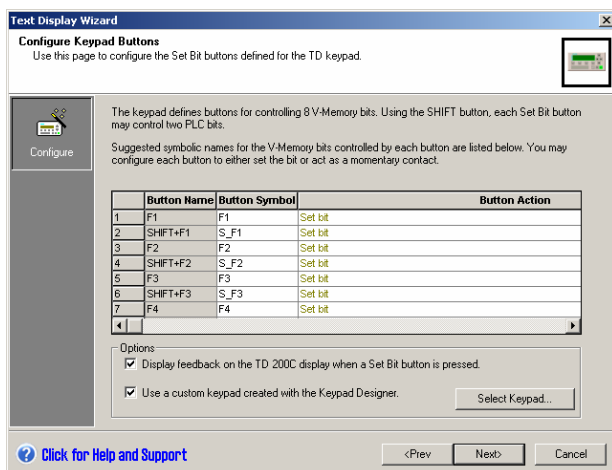 Text Display Wizard
Configure Keypad Buttons
Use this page to configure the Set Bit buttons defined for the TD keypad.
Configure
The keypad defines buttons for controlling 8 V-Memory bits. Using the SHIFT button, each Set Bit button
may control two PLC bits.
Suggested symbolic names for the V-Memory bits controlled by each button are listed below. You may
configure each button to either set the bit or act as a momentary contact.
Button Name Button Symbol Button Action
1 F1 F1 Set bit
2 SHIFT+F1 S_F1 Set bit
3 F2 F2 Set bit
4 SHIFT+F2 S_F2 Set bit
5 F3 F3 Set bit
6 SHIFT+F3 S_F3 Set bit
7 F4 F4 Set bit
Options
Display feedback on the TD 200C display when a Set Bit button is pressed.
Use a custom keypad created with the Keypad Designer.
Select Keypad...
? Click for Help and Support
<Prev Next> Cancel